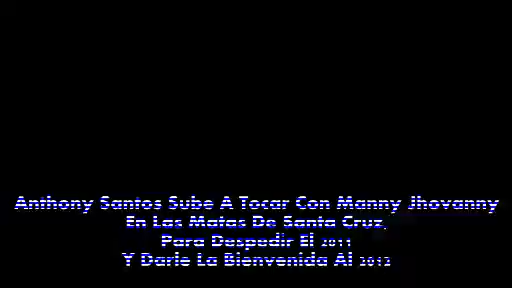 Anthony Santos Sube A Tocar Con Manny Jhovanny
En Las Matas De Santa Cruz,
Para Despedir El 2011
Y Darle La Bienvenida Al 2012